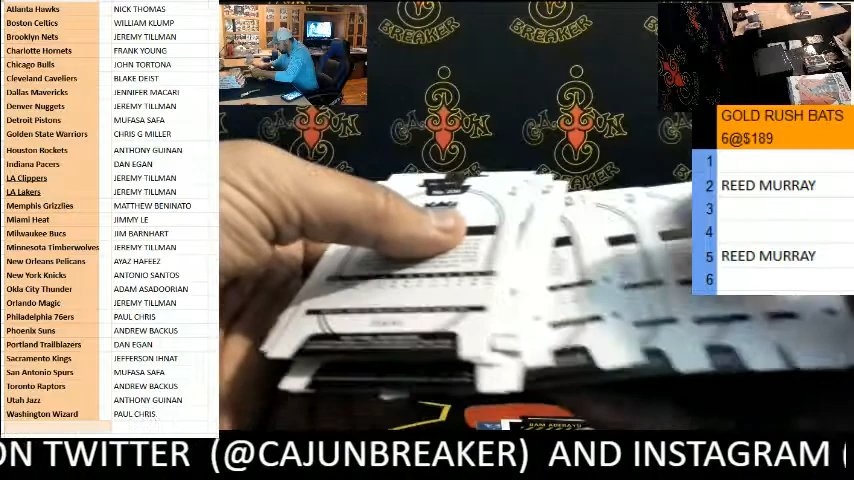 Atlanta Hawks NICK THOMAS
Boston Celtics WILLIAM KLUMP
Brooklyn Nets JEREMY TILLMAN
Charlotte Hornets FRANK YOUNG
Chicago Bulls JOHN TORTONA
Cleveland Cavaliers BLAKE DEIST
Dallas Mavericks JENNIFER MACARI
Denver Nuggets JEREMY TILLMAN
Detroit Pistons MUFASA SAFA
Golden State Warriors CHRIS G MILLER
Houston Rockets ANTHONY GUINAN
Indiana Pacers DAN EGAN
LA Clippers JEREMY TILLMAN
LA Lakers JEREMY TILLMAN
Memphis Grizzlies MATTHEW BENINATO
Miami Heat JIMMY LE
Milwaukee Bucs JIM BARNHART
Minnesota Timberwolves JEREMY TILLMAN
New Orleans Pelicans AYAZ HAFEEZ
New York Knicks ANTONIO SANTOS
Okla City Thunder ADAM ASADOORIAN
Orlando Magic JEREMY TILLMAN
Philadelphia 76ers PAUL CHRIS
Phoenix Suns ANDREW BACKUS
Portland Trailblazers DAN EGAN
Sacramento Kings JEFFERSON IHNAT
San Antonio Spurs MUFASA SAFA
Toronto Raptors ANDREW BACKUS
Utah Jazz ANTHONY GUINAN
Washington Wizard PAUL CHRIS
BREAKER
BREAKER
CAJUN
GOLD RUSH BATS
6@$189
1
2 REED MURRAY
3
4
5 REED MURRAY
6
BAM ADEBAYO
ON TWITTER (@CAJUNBREAKER) AND INSTAGRAM (